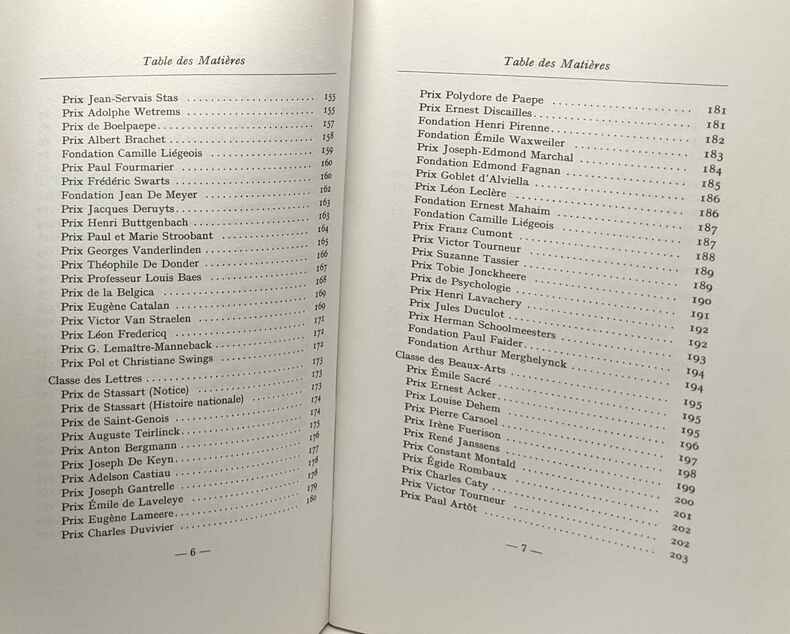 Table des Matières
Prix Jean-Servais Stas ........ 155
Prix Adolphe Wetrems ........ 155
Prix de Boelpaepe ........ 157
Prix Albert Brachet ........ 158
Fondation Camille Liégeois ........ 159
Prix Paul Fourmarier ........ 160
Prix Frédéric Swarts ........ 160
Fondation Jean De Meyer ........ 162
Prix Jacques Deruyts ........ 163
Prix Henri Buttgenbach ........ 163
Prix Paul et Marie Stroobant ........ 164
Prix Georges Vanderlinden ........ 165
Prix Théophile De Donder ........ 166
Prix Professeur Louis Baes ........ 167
Prix de la Belgica ........ 168
Prix Eugène Catalan ........ 169
Prix Victor Van Straelen ........ 169
Prix Léon Fredericq ........ 171
Prix G. Lemaître-Manneback ........ 171
Prix Pol et Christiane Swings ........ 172
Classe des Lettres ........ 173
Prix de Stassart (Notice) ........ 173
Prix de Stassart (Histoire nationale) ........ 173
Prix de Saint-Genois ........ 174
Prix Auguste Teirlinck ........ 174
Prix Anton Bergmann ........ 175
Prix Joseph De Keyn ........ 176
Prix Adelson Castiau ........ 177
Prix Joseph Gantrelle ........ 178
Prix Émile de Laveleye ........ 178
Prix Eugène Lameere ........ 179
Prix Charles Duvivier ........ 180
— 6 —
Table des Matières
Prix Polydore de Paepe ........ 181
Prix Ernest Discailles ........ 181
Fondation Henri Pirenne ........ 182
Fondation Émile Waxweiler ........ 183
Prix Joseph-Edmond Marchal ........ 184
Fondation Edmond Fagnan ........ 185
Prix Goblet d'Alviella ........ 186
Prix Léon Leclère ........ 186
Fondation Ernest Mahaim ........ 187
Fondation Camille Liégeois ........ 187
Prix Franz Cumont ........ 188
Prix Victor Tourneur ........ 189
Prix Suzanne Tassier ........ 189
Prix Tobie Jonckheere ........ 190
Prix de Psychologie ........ 191
Prix Henri Lavachery ........ 192
Prix Jules Duculot ........ 192
Prix Herman Schoolmeesters ........ 193
Fondation Paul Faider ........ 194
Fondation Arthur Merghelynck ........ 194
Classe des Beaux-Arts ........ 195
Prix Émile Sacré ........ 195
Prix Ernest Acker ........ 195
Prix Louise Dehem ........ 196
Prix Pierre Carsoel ........ 197
Prix Irène Fuerison ........ 198
Prix René Janssens ........ 199
Prix Constant Montald ........ 200
Prix Égide Rombaux ........ 201
Prix Charles Caty ........ 202
Prix Victor Tourneur ........ 202
Prix Paul Artôt ........ 203
— 7 —